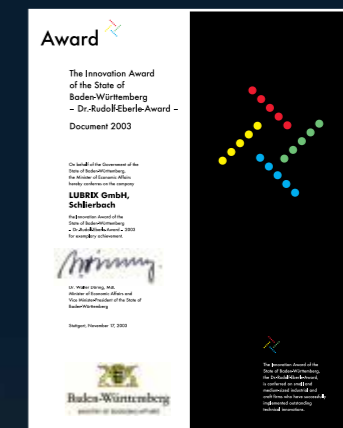 Award
The Innovation Award
of the State of
Baden-Württemberg
– Dr.-Rudolf-Eberle-Award –
Document 2003
On behalf of the Government of the
State of Baden-Württemberg,
the Minister of Economic Affairs
hereby conferres on the company
LUBRIX GmbH,
Schlierbach
the Innovation Award of the
State of Baden-Württemberg
– Dr.-Rudolf-Eberle-Award – 2003
for exemplary achievement.
Dr. Walter Döring, MdL
Minister of Economic Affairs and
Vice Minister-President of the State of
Baden-Württemberg
Stuttgart, November 17, 2003
Baden-Württemberg
MINISTRY OF ECONOMIC AFFAIRS
The Innovation Award of the
State of Baden-Württemberg,
the Dr.-Rudolf-Eberle-Award,
is conferred on small and
medium-sized industrial and
craft firms who have successfully
implemented outstanding
technical innovations.